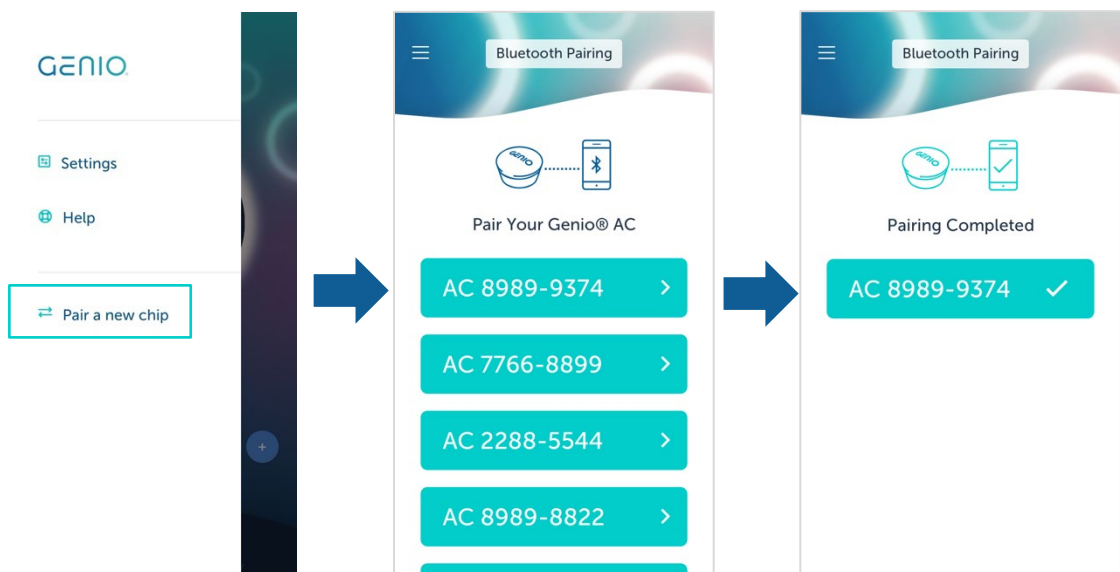 GENIO
Settings
Help
Pair a new chip
Bluetooth Pairing
GENIO
Pair Your Genio® AC
AC 8989-9374
AC 7766-8899
AC 2288-5544
AC 8989-8822
Bluetooth Pairing
GENIO
Pairing Completed
AC 8989-9374